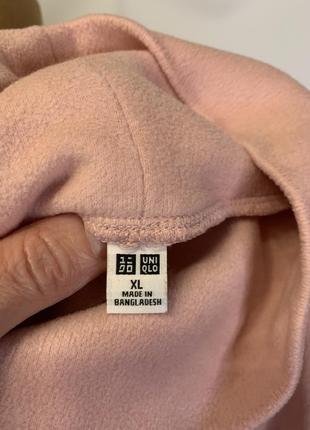 ユニ UNI
クロ QLO
XL
MADE IN
BANGLADESH